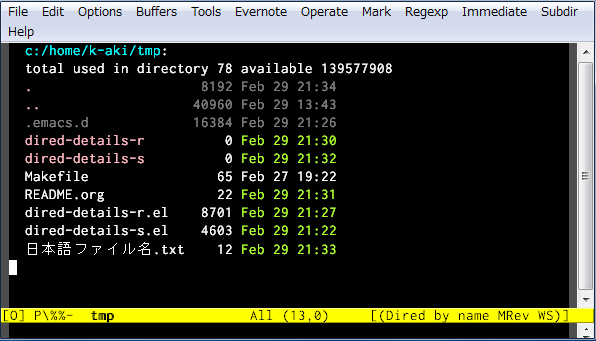 File Edit Options Buffers Tools Evernote Operate Mark Regexp Immediate Subdir
Help
c:/home/k-aki/tmp:
total used in directory 78 available 139577908
. 8192 Feb 29 21:34
.. 40960 Feb 29 13:43
.emacs.d 16384 Feb 29 21:26
dired-details-r 0 Feb 29 21:30
dired-details-s 0 Feb 29 21:32
Makefile 65 Feb 27 19:22
README.org 22 Feb 29 21:31
dired-details-r.el 8701 Feb 29 21:27
dired-details-s.el 4603 Feb 29 21:22
日本語ファイル名.txt 12 Feb 29 21:33
[O] P\%%- tmp All (13,0) [(Dired by name MRev WS)]